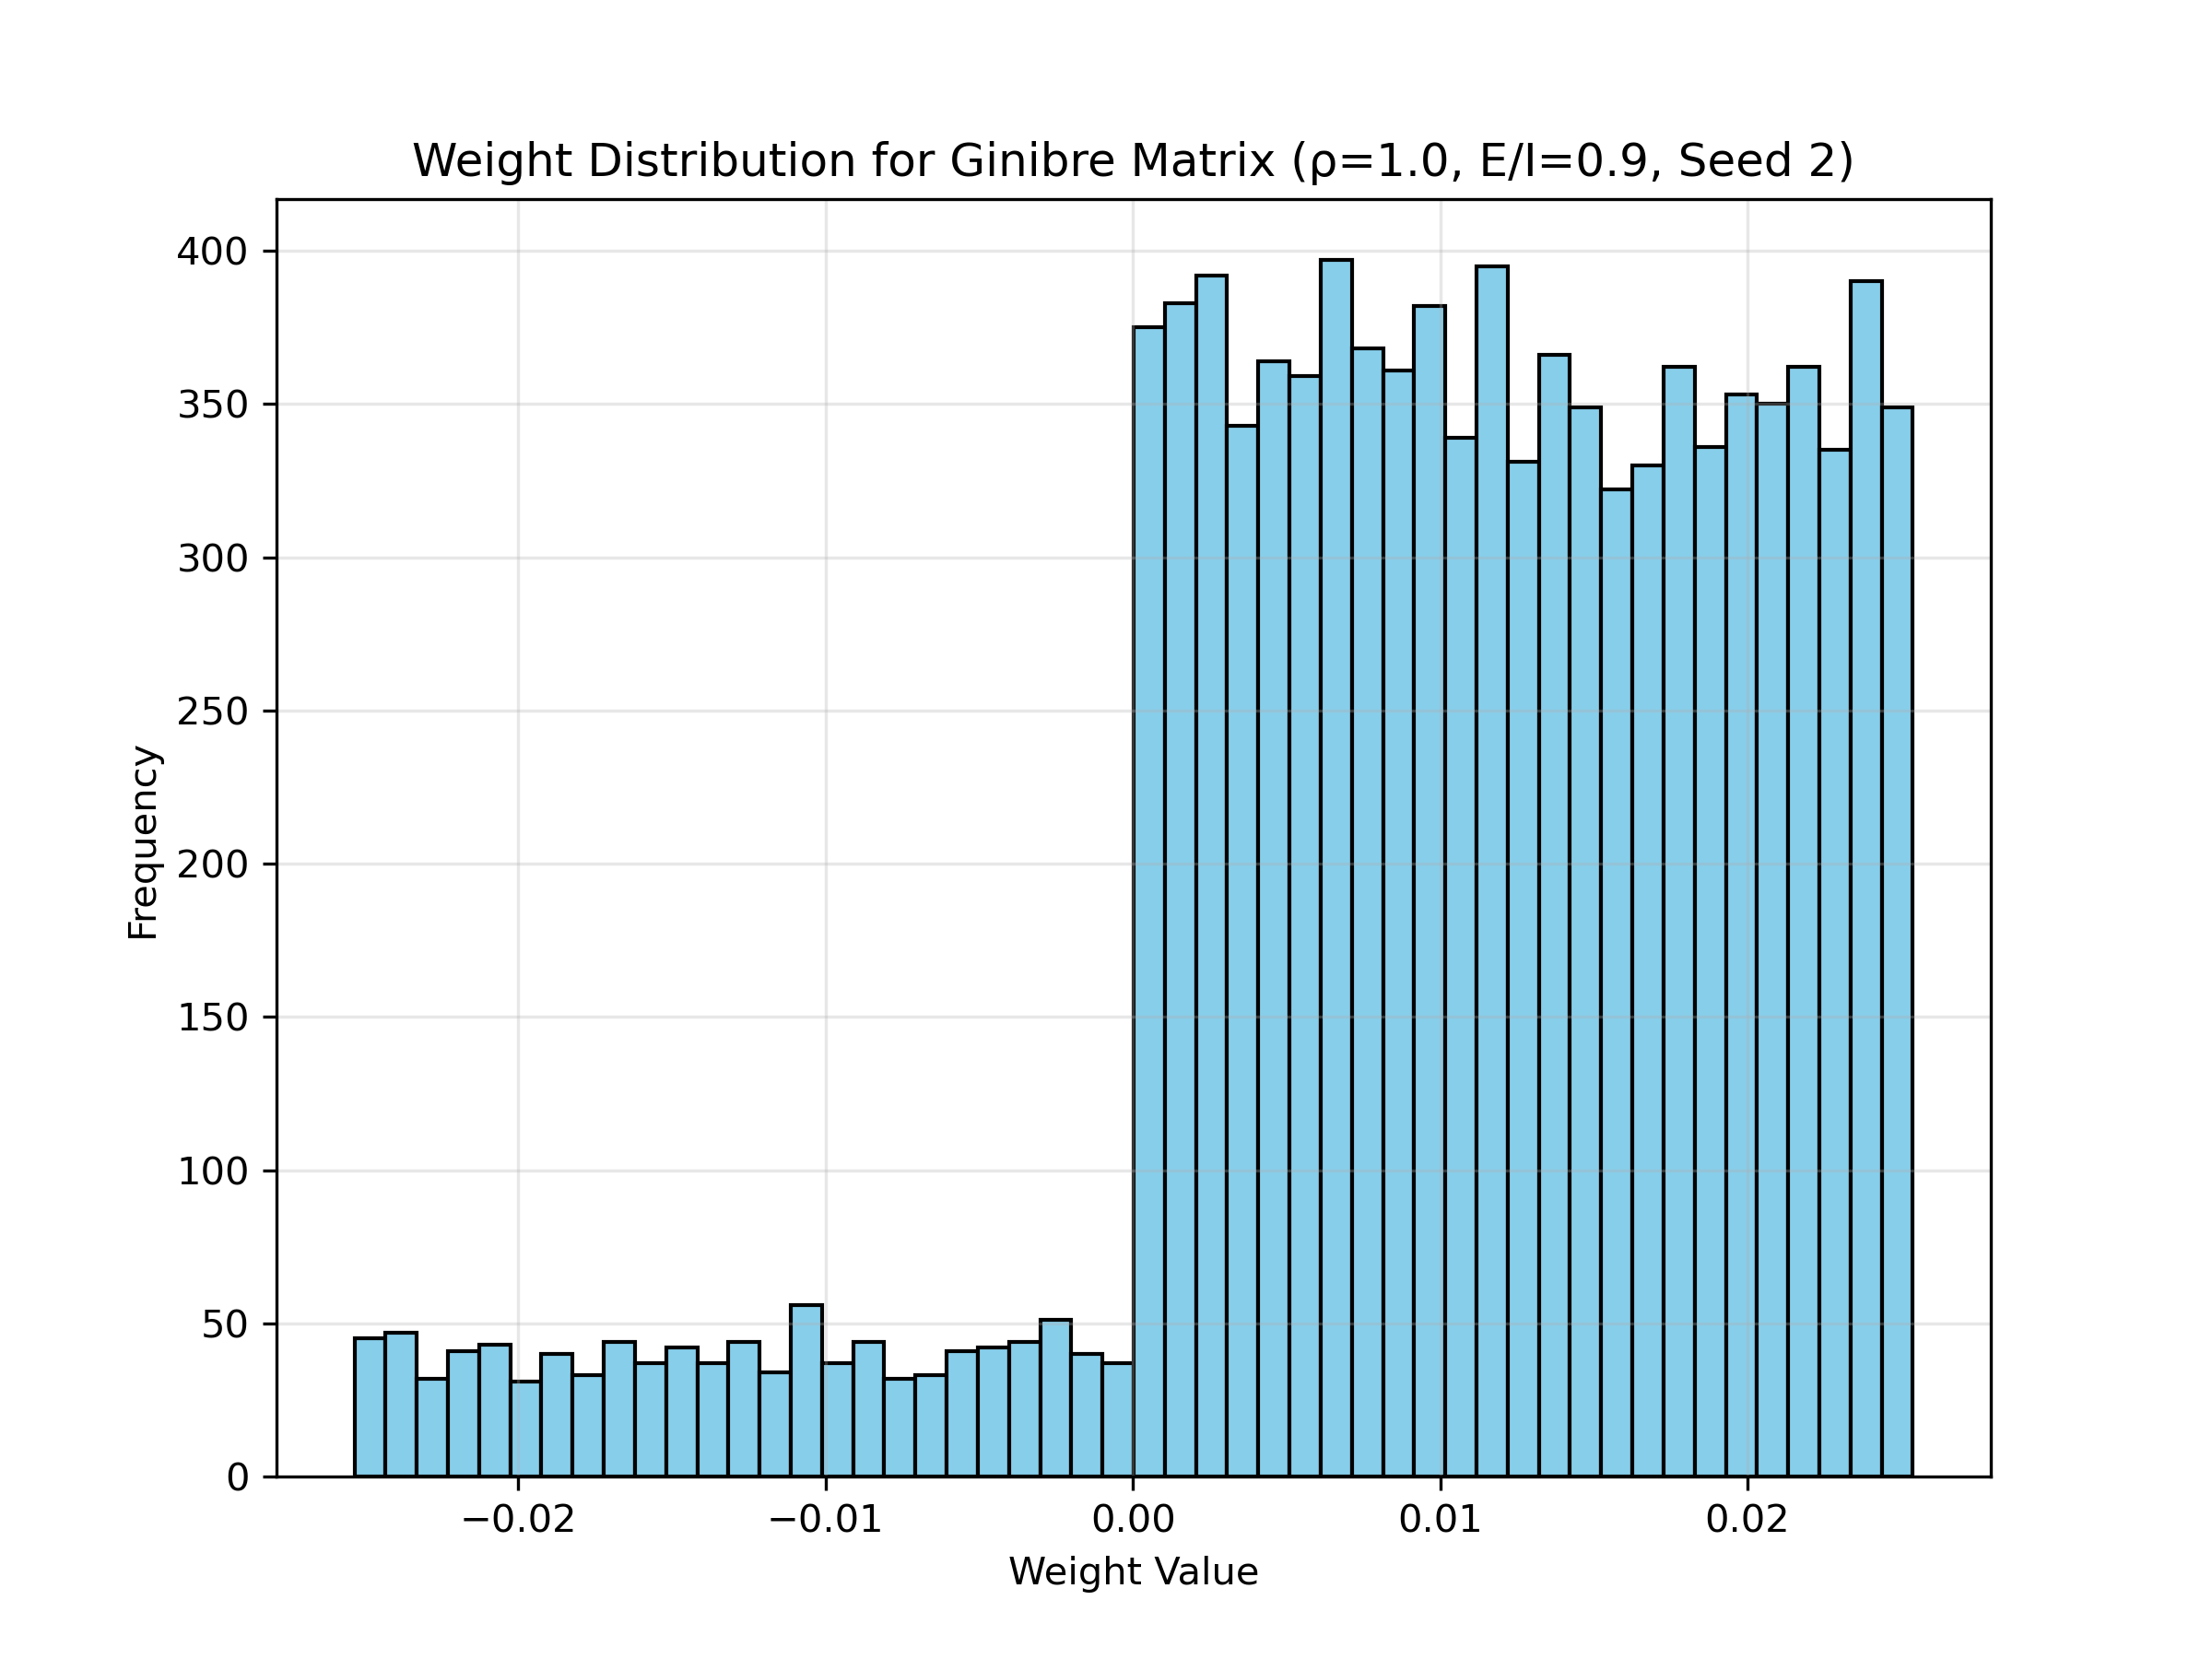 Weight Distribution for Ginibre Matrix (ρ=1.0, E/I=0.9, Seed 2)
400
350
300
250
200
150
100
50
0
Frequency
−0.02 −0.01 0.00 0.01 0.02
Weight Value